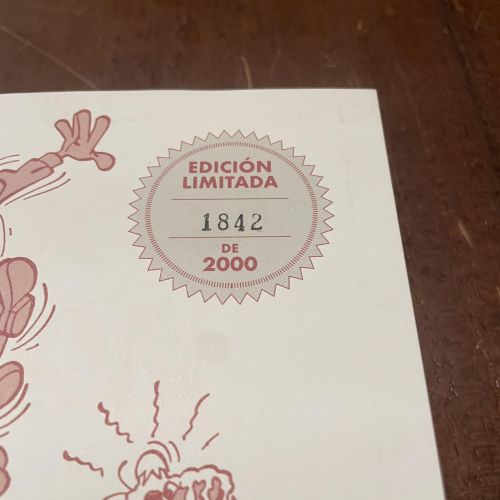 EDICIÓN
LIMITADA
1842
DE
2000